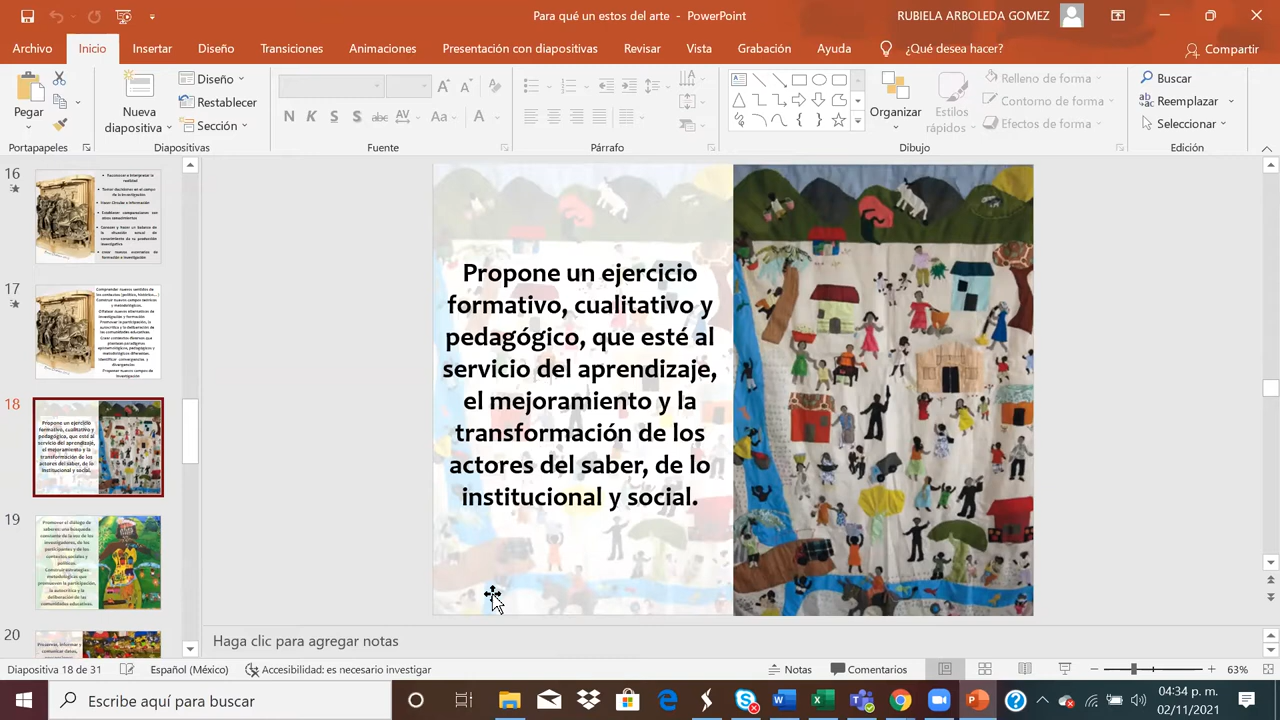 Para qué un estos del arte - PowerPoint
RUBIELA ARBOLEDA GOMEZ
Archivo Inicio Insertar Diseño Transiciones Animaciones Presentación con diapositivas Revisar Vista Grabación Ayuda ¿Qué desea hacer? Compartir
Pegar
Nueva diapositiva
Diseño
Restablecer
Sección
Organizar
Estilos rápidos
Relleno de forma
Contorno de forma
Efectos de forma
Buscar
Reemplazar
Seleccionar
Portapapeles Diapositivas Fuente Párrafo Dibujo Edición
16
17
18
19
20
Propone un ejercicio
formativo, cualitativo y
pedagógico, que esté al
servicio del aprendizaje,
el mejoramiento y la
transformación de los
actores del saber, de lo
institucional y social.
Haga clic para agregar notas
Diapositiva 18 de 31 Español (México) Accesibilidad: es necesario investigar Notas Comentarios 63%
Escribe aquí para buscar
04:34 p. m.
02/11/2021